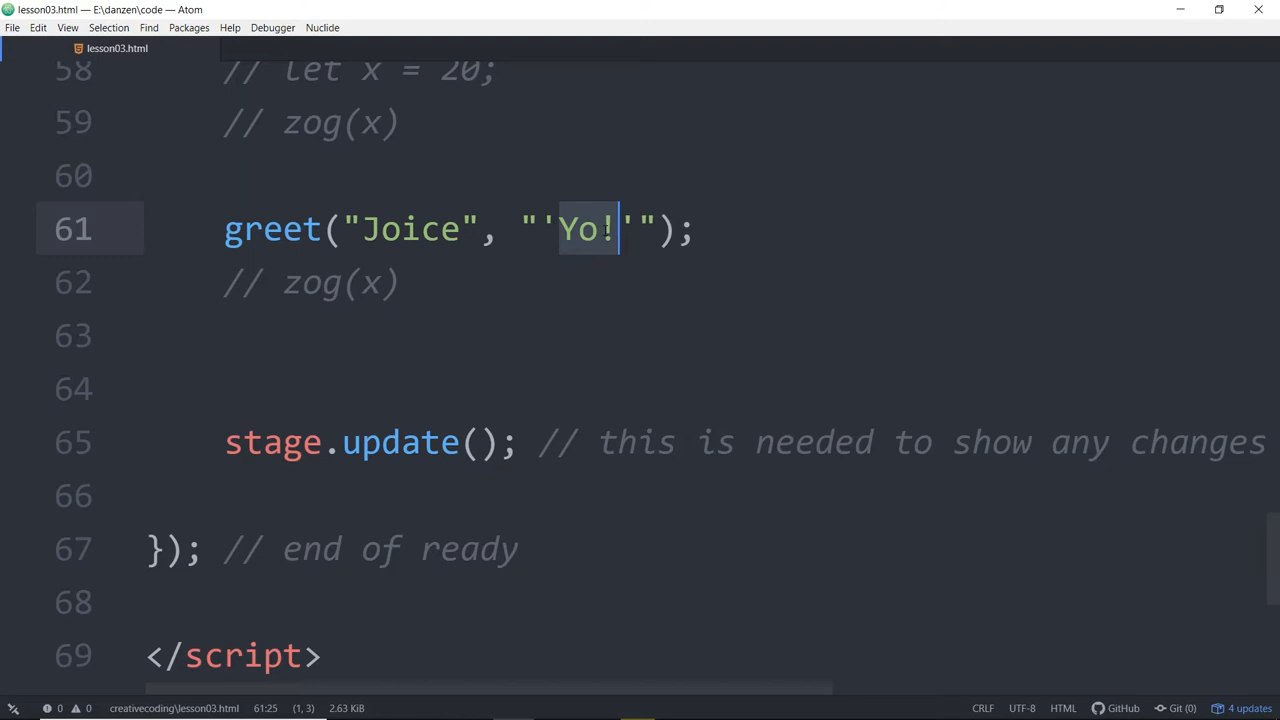 lesson03.html — E:\danzen\code — Atom
File Edit View Selection Find Packages Help Debugger Nuclide
lesson03.html
58 // let x = 20;
59 // zog(x)
60
61 greet("Joice", "'Yo!'");
62 // zog(x)
63
64
65 stage.update(); // this is needed to show any changes
66
67 }); // end of ready
68
69 </script>
0 0 creativecoding\lesson03.html 61:25 (1, 3) 2.63 KiB CRLF UTF-8 HTML GitHub Git (0) 4 updates